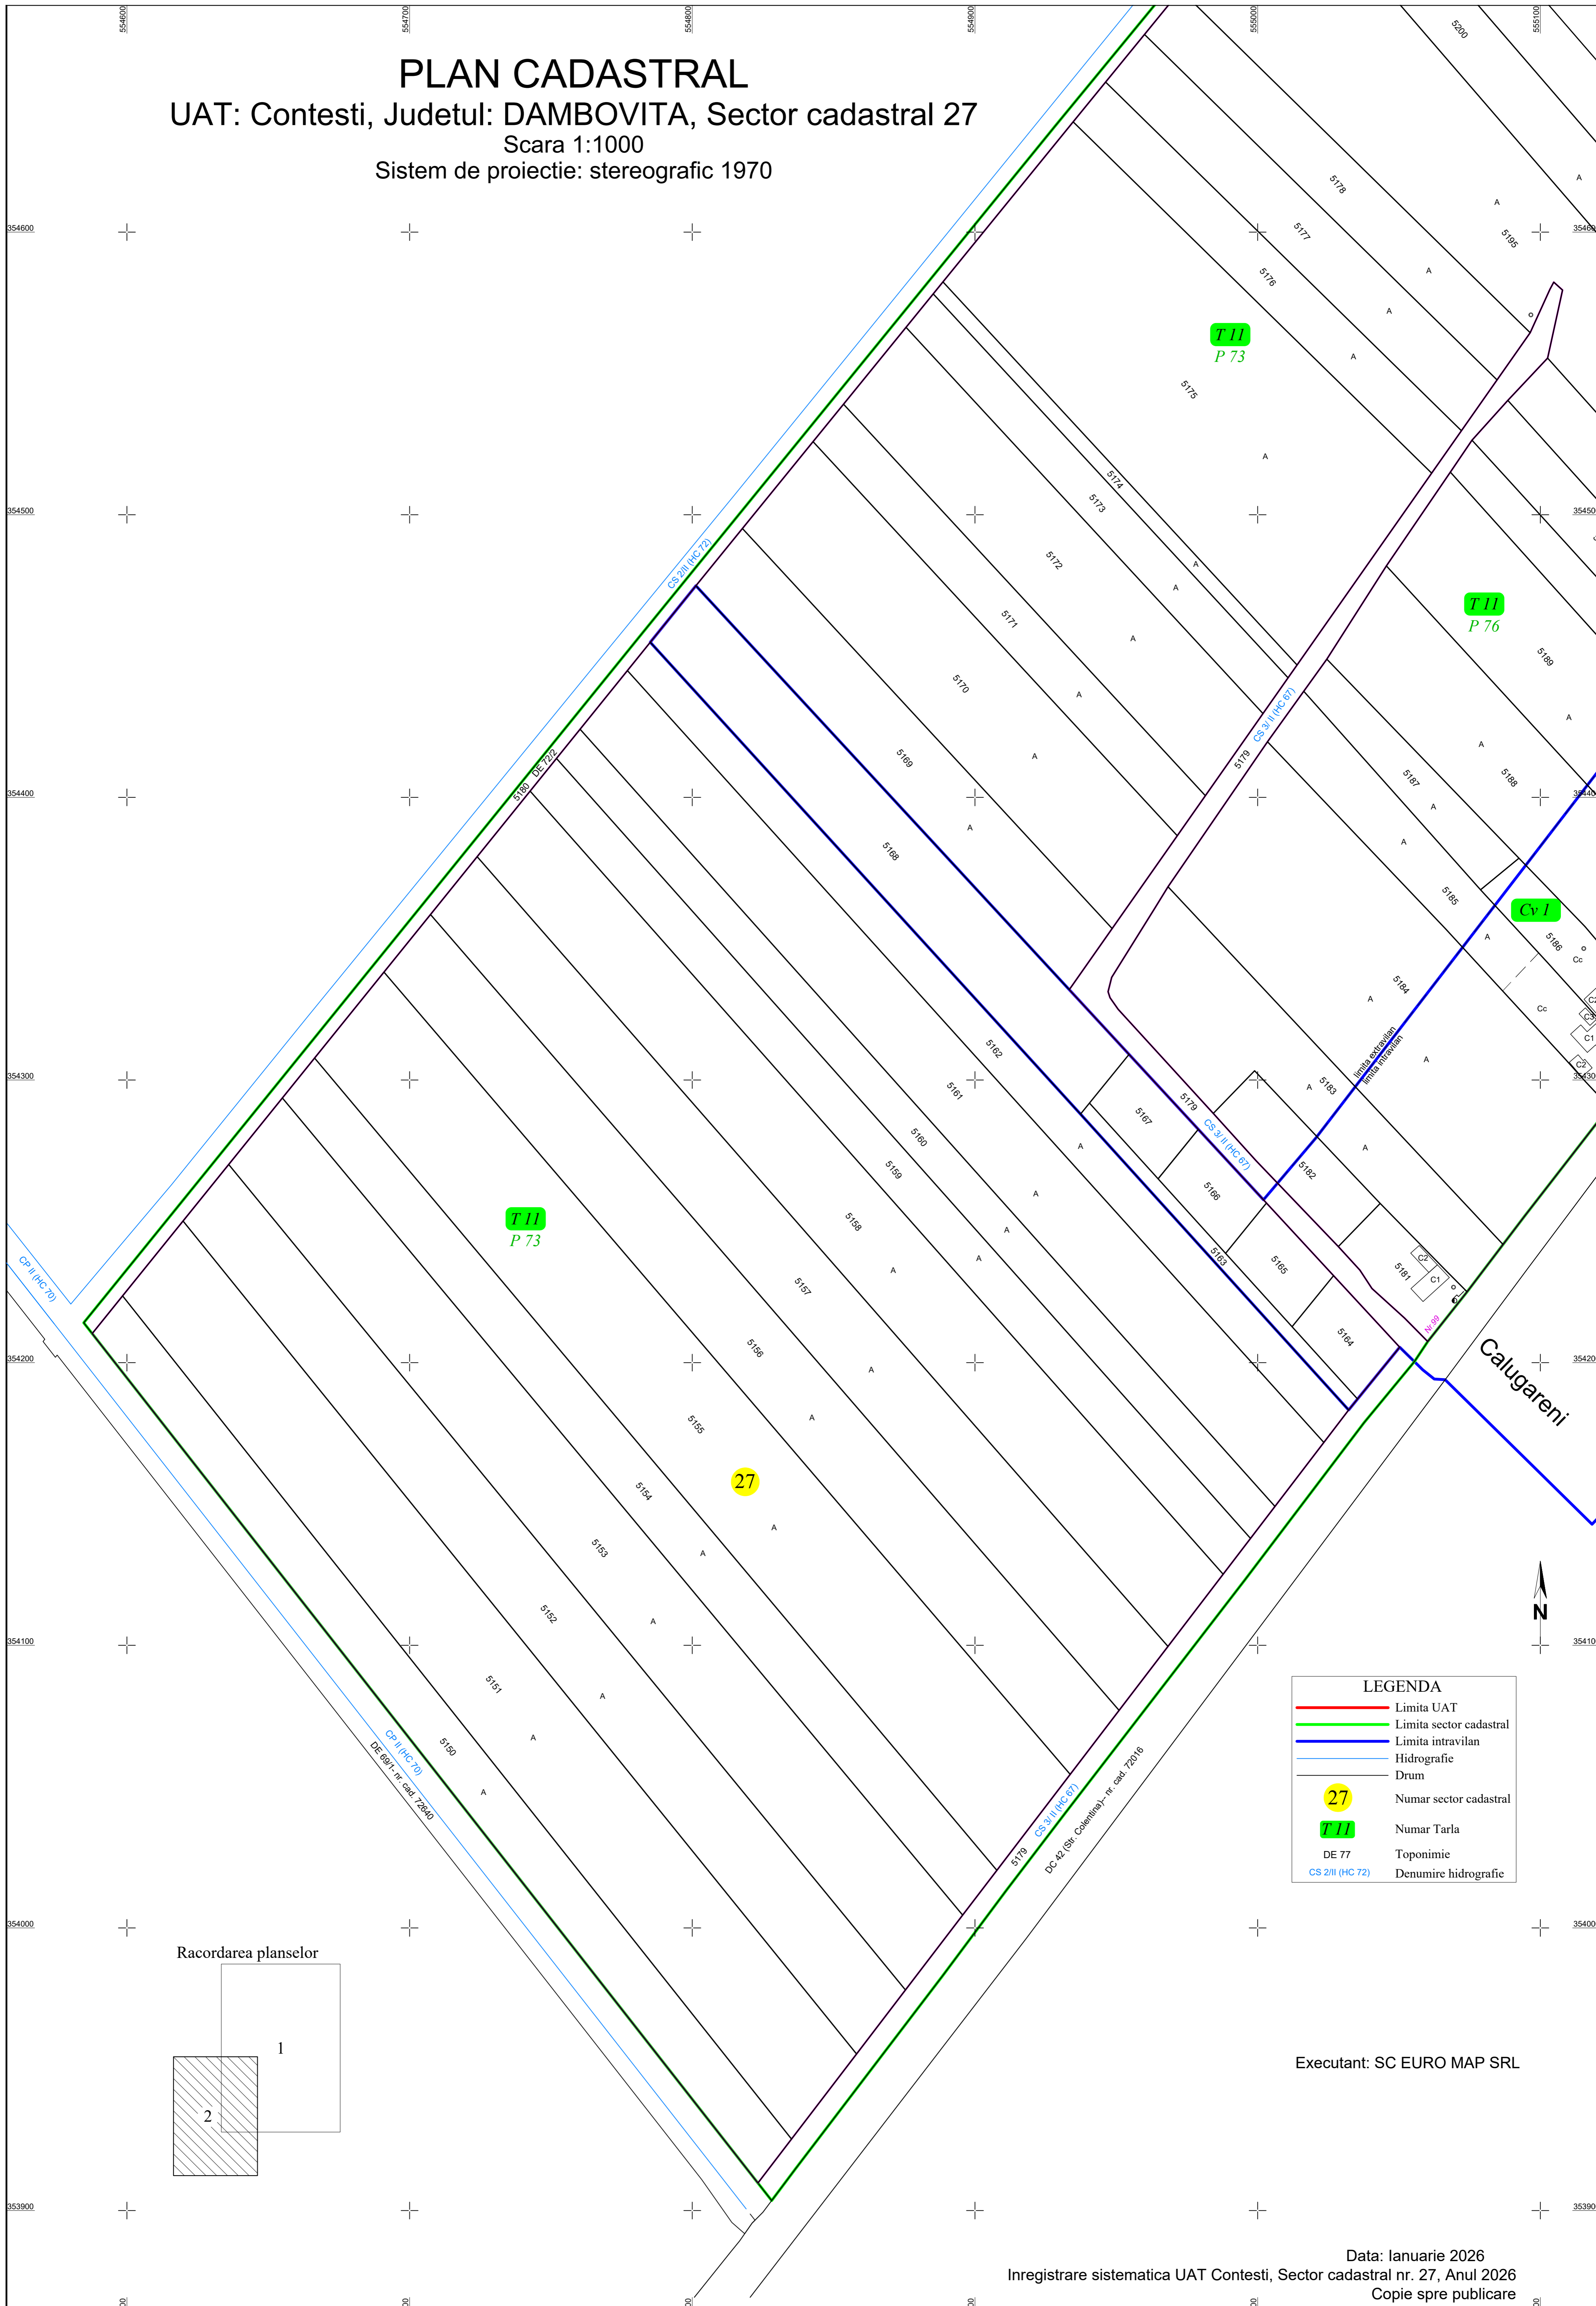 554600
554700
554800
554900
555000
555100
PLAN CADASTRAL
UAT: Contesti, Judetul: DAMBOVITA, Sector cadastral 27
Scara 1:1000
Sistem de proiectie: stereografic 1970
5200
A
5178
A
354600
5177
5195
5176
A
A
T 11
P 73
A
5175
A
5174
5173
354500
CS 2/II (HC 72)
5172
A
A
T 11
P 76
5171
A
5189
5170
A
CS 3/ II (HC 67)
A
5169
A
5179
A
DE 72/2
5180
5187
5188
354400
A
A
5168
A
5185
Cv 1
A
5186
Cc
5184
A
Cc
C3
C1
limita extravilan
limita intravilan
5162
A
C2
354300
5161
5183
A
5179
5167
CS 3/ II (HC 67)
5160
A
A
5159
5182
5166
A
T 11
P 73
5158
A
5163
5165
A
A
C2
C1
5181
CP II (HC 70)
5157
Nr.99
5164
5156
354200
Calugareni
A
A
5155
27
5154
A
5153
A
N
5152
A
354100
5151
A
LEGENDA
Limita UAT
Limita sector cadastral
Limita intravilan
Hidrografie
Drum
27 Numar sector cadastral
T 11 Numar Tarla
DE 77 Toponimie
CS 2/II (HC 72) Denumire hidrografie
5150
A
A
CP II (HC 70)
DE 69/1- nr. cad. 72640
CS 3/ II (HC 67)
5179
DC 42 (Str. Colentina)– nr. cad. 72016
354000
Racordarea planselor
1
2
Executant: SC EURO MAP SRL
353900
Data: Ianuarie 2026
Inregistrare sistematica UAT Contesti, Sector cadastral nr. 27, Anul 2026
Copie spre publicare